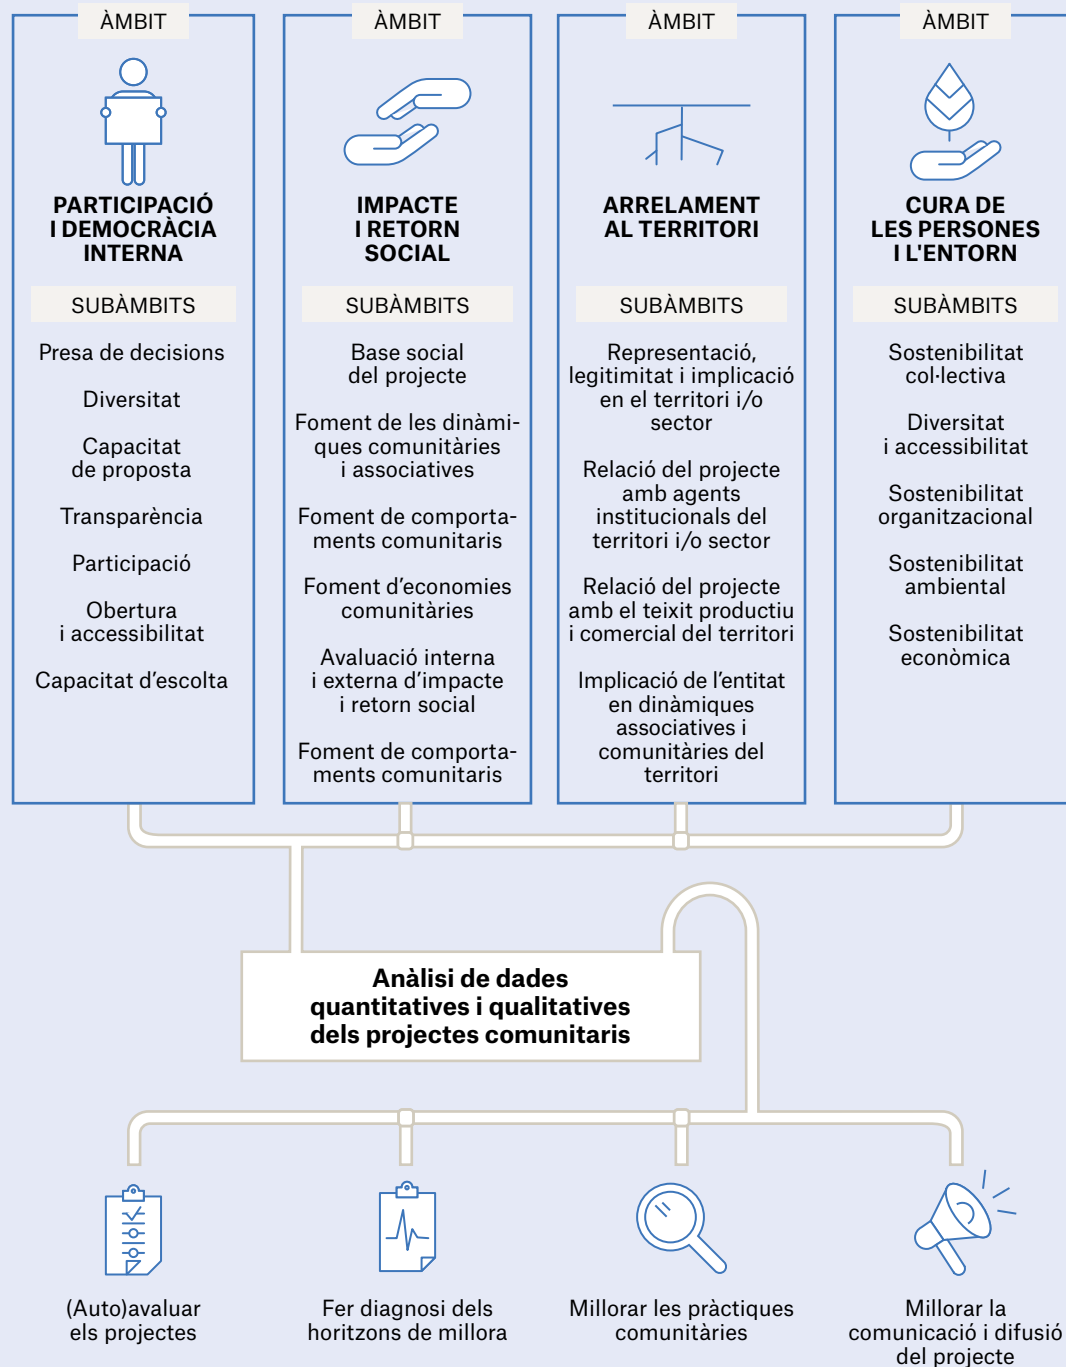 ÀMBIT
PARTICIPACIÓ
I DEMOCRÀCIA
INTERNA
SUBÀMBITS
Presa de decisions
Diversitat
Capacitat
de proposta
Transparència
Participació
Obertura
i accessibilitat
Capacitat d’escolta
ÀMBIT
IMPACTE
I RETORN
SOCIAL
SUBÀMBITS
Base social
del projecte
Foment de les dinàmi-
ques comunitàries
i associatives
Foment de comporta-
ments comunitaris
Foment d’economies
comunitàries
Avaluació interna
i externa d’impacte
i retorn social
Foment de comporta-
ments comunitaris
ÀMBIT
ARRELAMENT
AL TERRITORI
SUBÀMBITS
Representació,
legitimitat i implicació
en el territori i/o
sector
Relació del projecte
amb agents
institucionals del
territori i/o sector
Relació del projecte
amb el teixit productiu
i comercial del territori
Implicació de l’entitat
en dinàmiques
associatives i
comunitàries del
territori
ÀMBIT
CURA DE
LES PERSONES
I L'ENTORN
SUBÀMBITS
Sostenibilitat
col·lectiva
Diversitat
i accessibilitat
Sostenibilitat
organitzacional
Sostenibilitat
ambiental
Sostenibilitat
econòmica
Anàlisi de dades
quantitatives i qualitatives
dels projectes comunitaris
(Auto)avaluar
els projectes
Fer diagnosi dels
horitzons de millora
Millorar les pràctiques
comunitàries
Millorar la
comunicació i difusió
del projecte